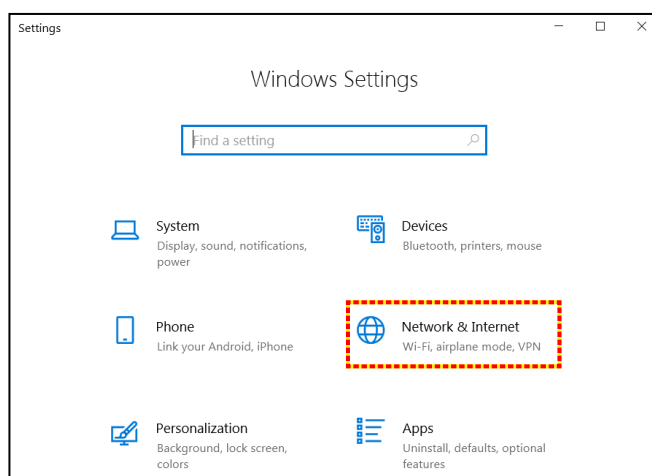 Settings
Windows Settings
Find a setting
System
Display, sound, notifications,
power
Devices
Bluetooth, printers, mouse
Phone
Link your Android, iPhone
Network & Internet
Wi-Fi, airplane mode, VPN
Personalization
Background, lock screen,
colors
Apps
Uninstall, defaults, optional
features